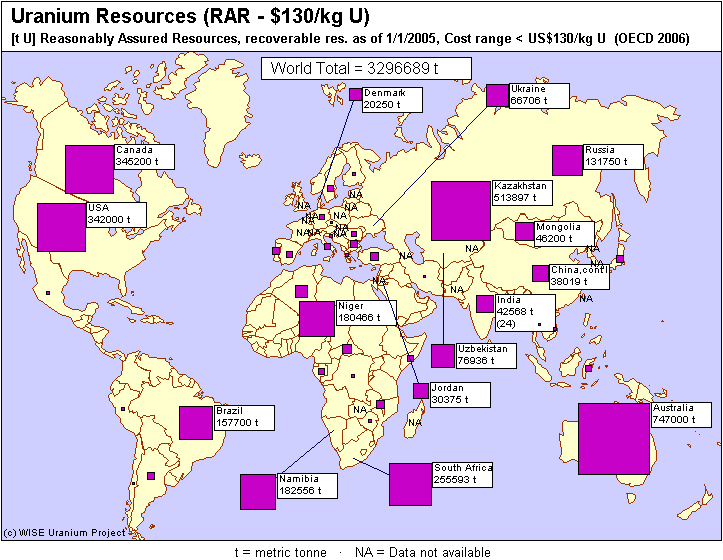 Uranium Resources (RAR - $130/kg U)
[t U] Reasonably Assured Resources, recoverable res. as of 1/1/2005, Cost range < US$130/kg U (OECD 2006)
World Total = 3296689 t
Denmark
20250 t
Ukraine
66706 t
Canada
345200 t
Russia
131750 t
USA
342000 t
Kazakhstan
513897 t
NA
NA
NA
NA
NA
NA
NA
NA
NA
Mongolia
46200 t
NA
NA
NA
NA
China,contl
38019 t
NA
NA
India
42568 t
(24)
Niger
180466 t
Uzbekistan
76936 t
Jordan
30375 t
NA
NA
Brazil
157700 t
Australia
747000 t
Namibia
182556 t
South Africa
255593 t
(c) WISE Uranium Project
t = metric tonne · NA = Data not available